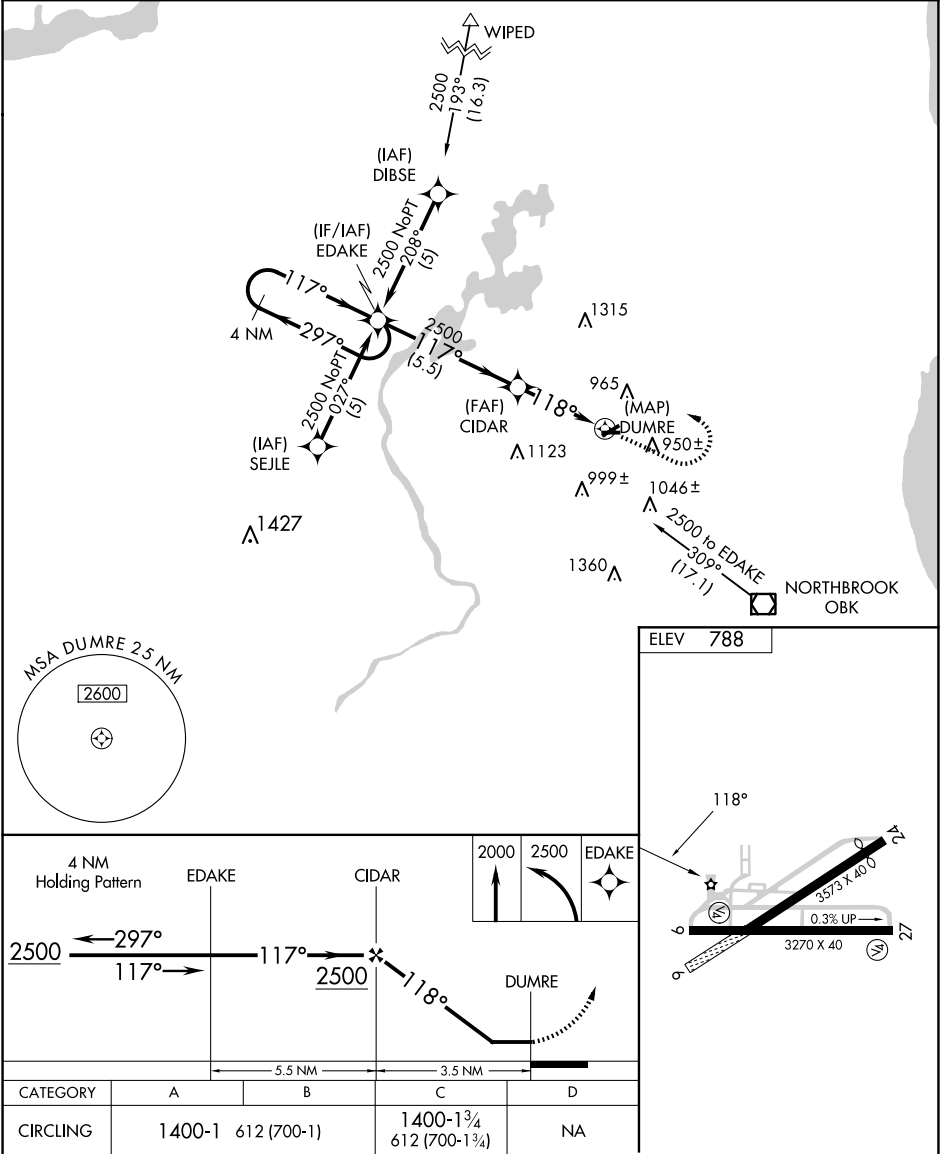 WIPED
2500
193°
(16.3)
(IAF)
DIBSE
(IF/IAF)
EDAKE
2500 NoPT
208°
(5)
117°
4 NM
297°
2500
117°
(5.5)
1315
965
(MAP)
DUMRE
118°
(FAF)
CIDAR
950±
1123
2500 NoPT
027°
(5)
(IAF)
SEJLE
999±
1046±
1427
2500 to EDAKE
309°
(17.1)
1360
NORTHBROOK
OBK
MSA DUMRE 25 NM
2600
ELEV 788
118°
24
3573 X 40
0.3% UP
V4
9
27
3270 X 40
V4
6
4 NM
Holding Pattern
EDAKE
CIDAR
2000
2500
EDAKE
297°
2500
117°
117°
2500
118°
DUMRE
5.5 NM
3.5 NM
CATEGORY A B C D
CIRCLING 1400-1 612 (700-1) 1400-1¾ 612 (700-1¾) NA